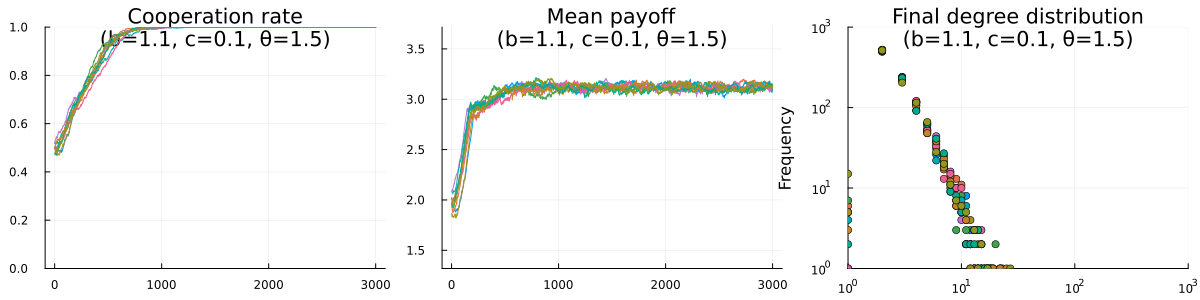 Cooperation rate
(b=1.1, c=0.1, θ=1.5)
1.0
0.8
0.6
0.4
0.2
0.0
0 1000 2000 3000
Mean payoff
(b=1.1, c=0.1, θ=1.5)
3.5
3.0
2.5
2.0
1.5
0 1000 2000 3000
Final degree distribution
(b=1.1, c=0.1, θ=1.5)
Frequency
10³
10²
10¹
10⁰
10⁰ 10¹ 10² 10³